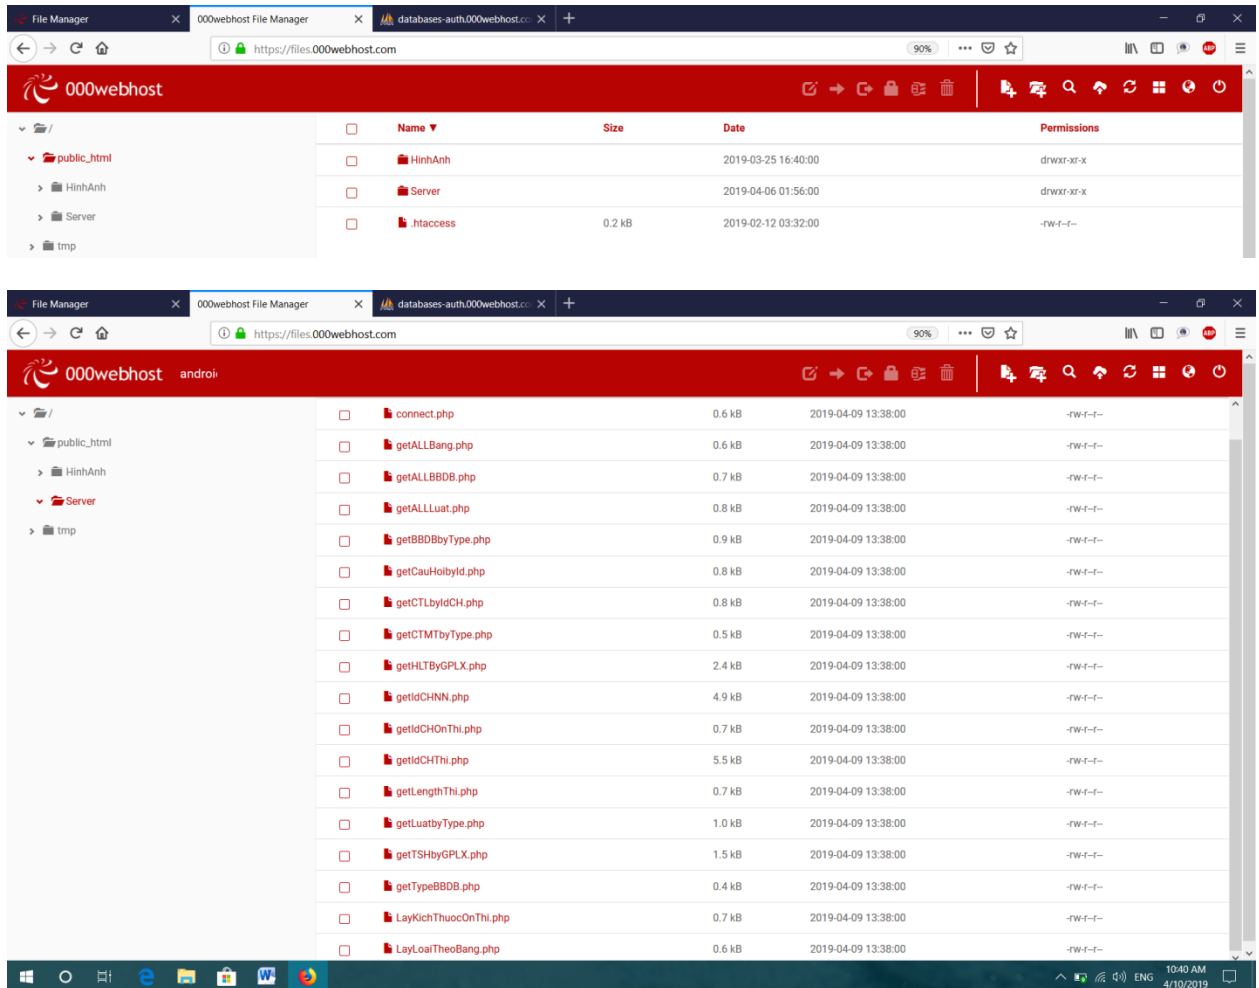 File Manager 000webhost File Manager databases-auth.000webhost.co
https://files.000webhost.com 90% ABP
000webhost
/ Name ▼ Size Date Permissions
public_html HinhAnh 2019-03-25 16:40:00 drwxr-xr-x
HinhAnh Server 2019-04-06 01:56:00 drwxr-xr-x
Server .htaccess 0.2 kB 2019-02-12 03:32:00 -rw-r--r--
tmp
File Manager 000webhost File Manager databases-auth.000webhost.co
https://files.000webhost.com 90% ABP
000webhost androi
/ connect.php 0.6 kB 2019-04-09 13:38:00 -rw-r--r--
public_html getALLBang.php 0.6 kB 2019-04-09 13:38:00 -rw-r--r--
HinhAnh getALLBBDB.php 0.7 kB 2019-04-09 13:38:00 -rw-r--r--
Server getALLLuat.php 0.8 kB 2019-04-09 13:38:00 -rw-r--r--
tmp getBBDBbyType.php 0.9 kB 2019-04-09 13:38:00 -rw-r--r--
getCauHoibyId.php 0.8 kB 2019-04-09 13:38:00 -rw-r--r--
getCTLbyIdCH.php 0.8 kB 2019-04-09 13:38:00 -rw-r--r--
getCTMTbyType.php 0.5 kB 2019-04-09 13:38:00 -rw-r--r--
getHLTByGPLX.php 2.4 kB 2019-04-09 13:38:00 -rw-r--r--
getIdCHNN.php 4.9 kB 2019-04-09 13:38:00 -rw-r--r--
getIdCHOnThi.php 0.7 kB 2019-04-09 13:38:00 -rw-r--r--
getIdCHThi.php 5.5 kB 2019-04-09 13:38:00 -rw-r--r--
getLengthThi.php 0.7 kB 2019-04-09 13:38:00 -rw-r--r--
getLuatbyType.php 1.0 kB 2019-04-09 13:38:00 -rw-r--r--
getTSHbyGPLX.php 1.5 kB 2019-04-09 13:38:00 -rw-r--r--
getTypeBBDB.php 0.4 kB 2019-04-09 13:38:00 -rw-r--r--
LayKichThuocOnThi.php 0.7 kB 2019-04-09 13:38:00 -rw-r--r--
LayLoaiTheoBang.php 0.6 kB 2019-04-09 13:38:00 -rw-r--r--
ENG 10:40 AM
4/10/2019